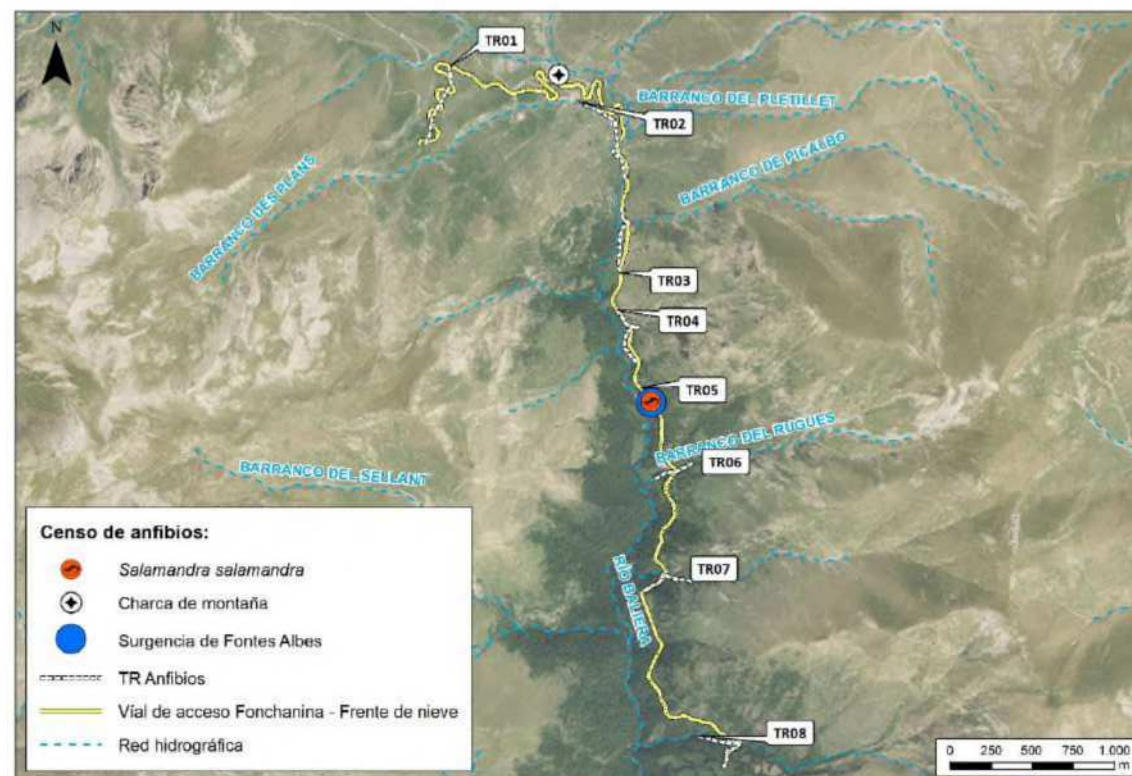 N
TR01
BARRANCO DEL PLETILLET
TR02
BARRANCO DE PICALBO
BARRANCO DES PLANS
TR03
TR04
TR05
BARRANCO DEL RUGUES
TR06
BARRANCO DEL SELLANT
TR07
RÍO BALIERA
TR08
Censo de anfibios:
Salamandra salamandra
Charca de montaña
Surgencia de Fontes Albes
TR Anfibios
Víal de acceso Fonchanina - Frente de nieve
Red hidrográfica
0 250 500 750 1.000
m